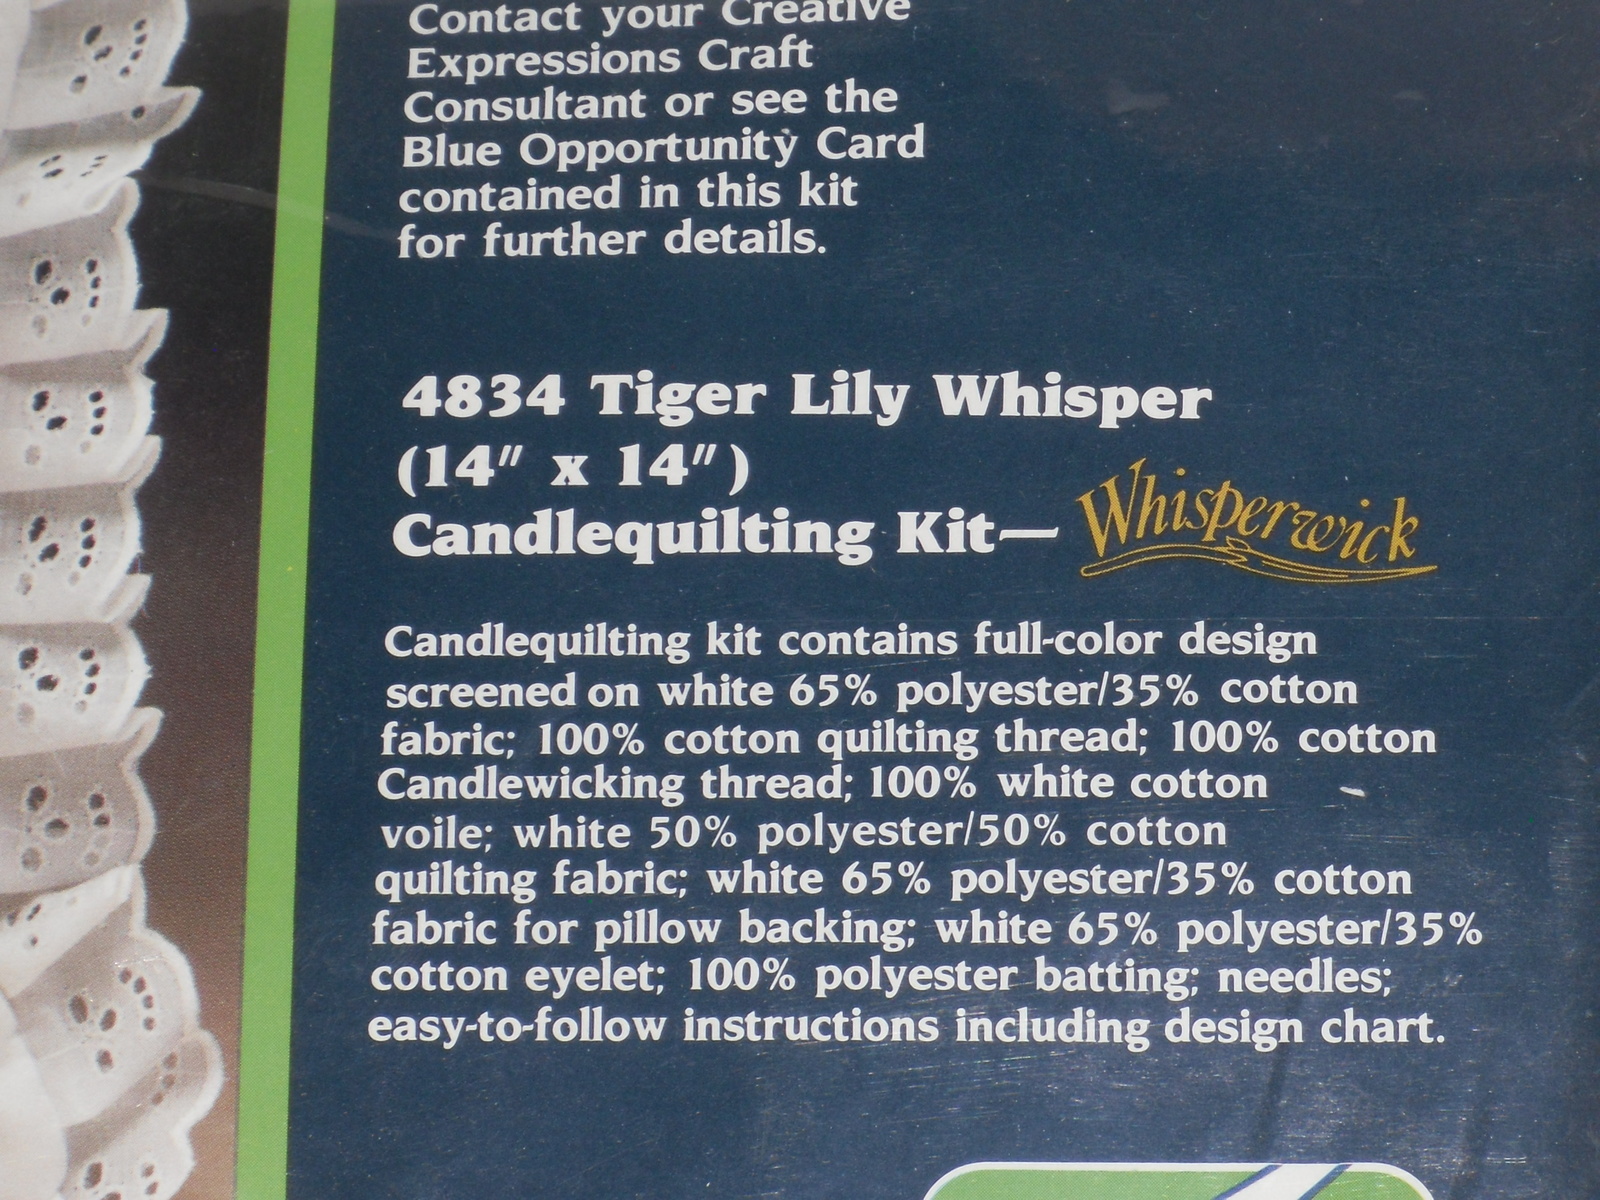 Contact your Creative
Expressions Craft
Consultant or see the
Blue Opportunity Card
contained in this kit
for further details.
4834 Tiger Lily Whisper
(14" x 14")
Candlequilting Kit— Whisperwick
Candlequilting kit contains full-color design
screened on white 65% polyester/35% cotton
fabric; 100% cotton quilting thread; 100% cotton
Candlewicking thread; 100% white cotton
voile; white 50% polyester/50% cotton
quilting fabric; white 65% polyester/35% cotton
fabric for pillow backing; white 65% polyester/35%
cotton eyelet; 100% polyester batting; needles;
easy-to-follow instructions including design chart.